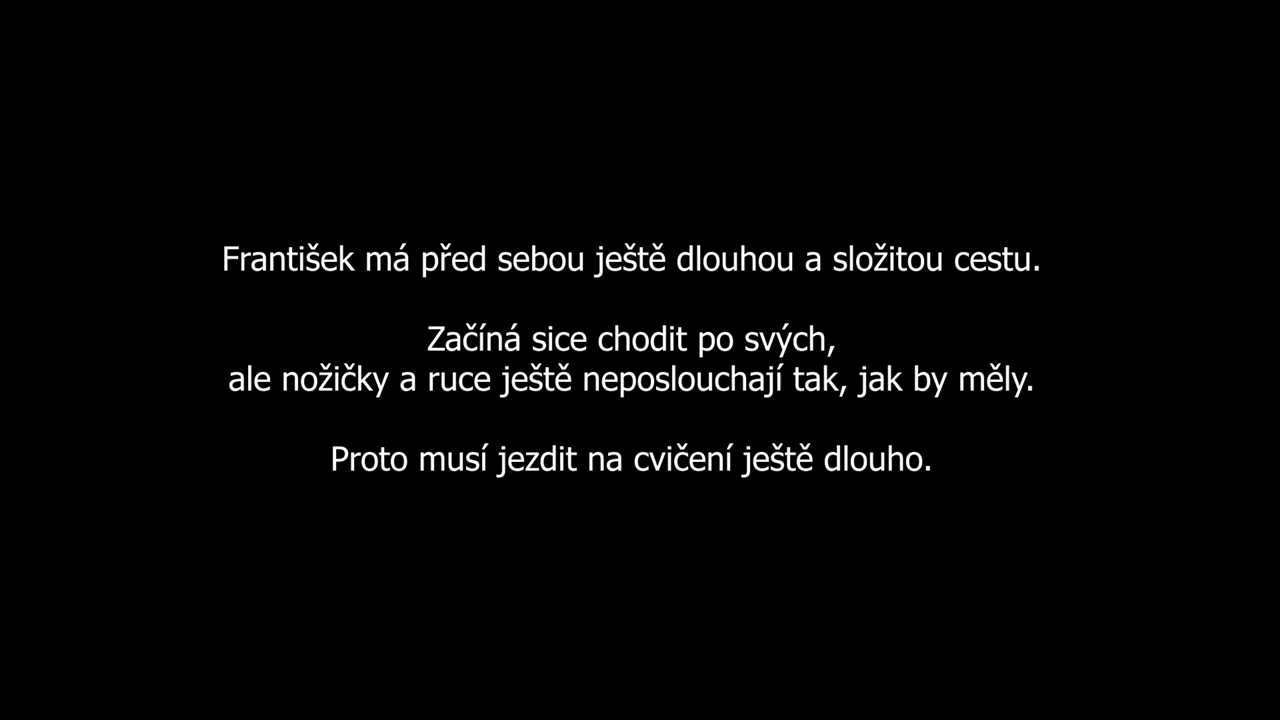 František má před sebou ještě dlouhou a složitou cestu.
Začíná sice chodit po svých,
ale nožičky a ruce ještě neposlouchají tak, jak by měly.
Proto musí jezdit na cvičení ještě dlouho.